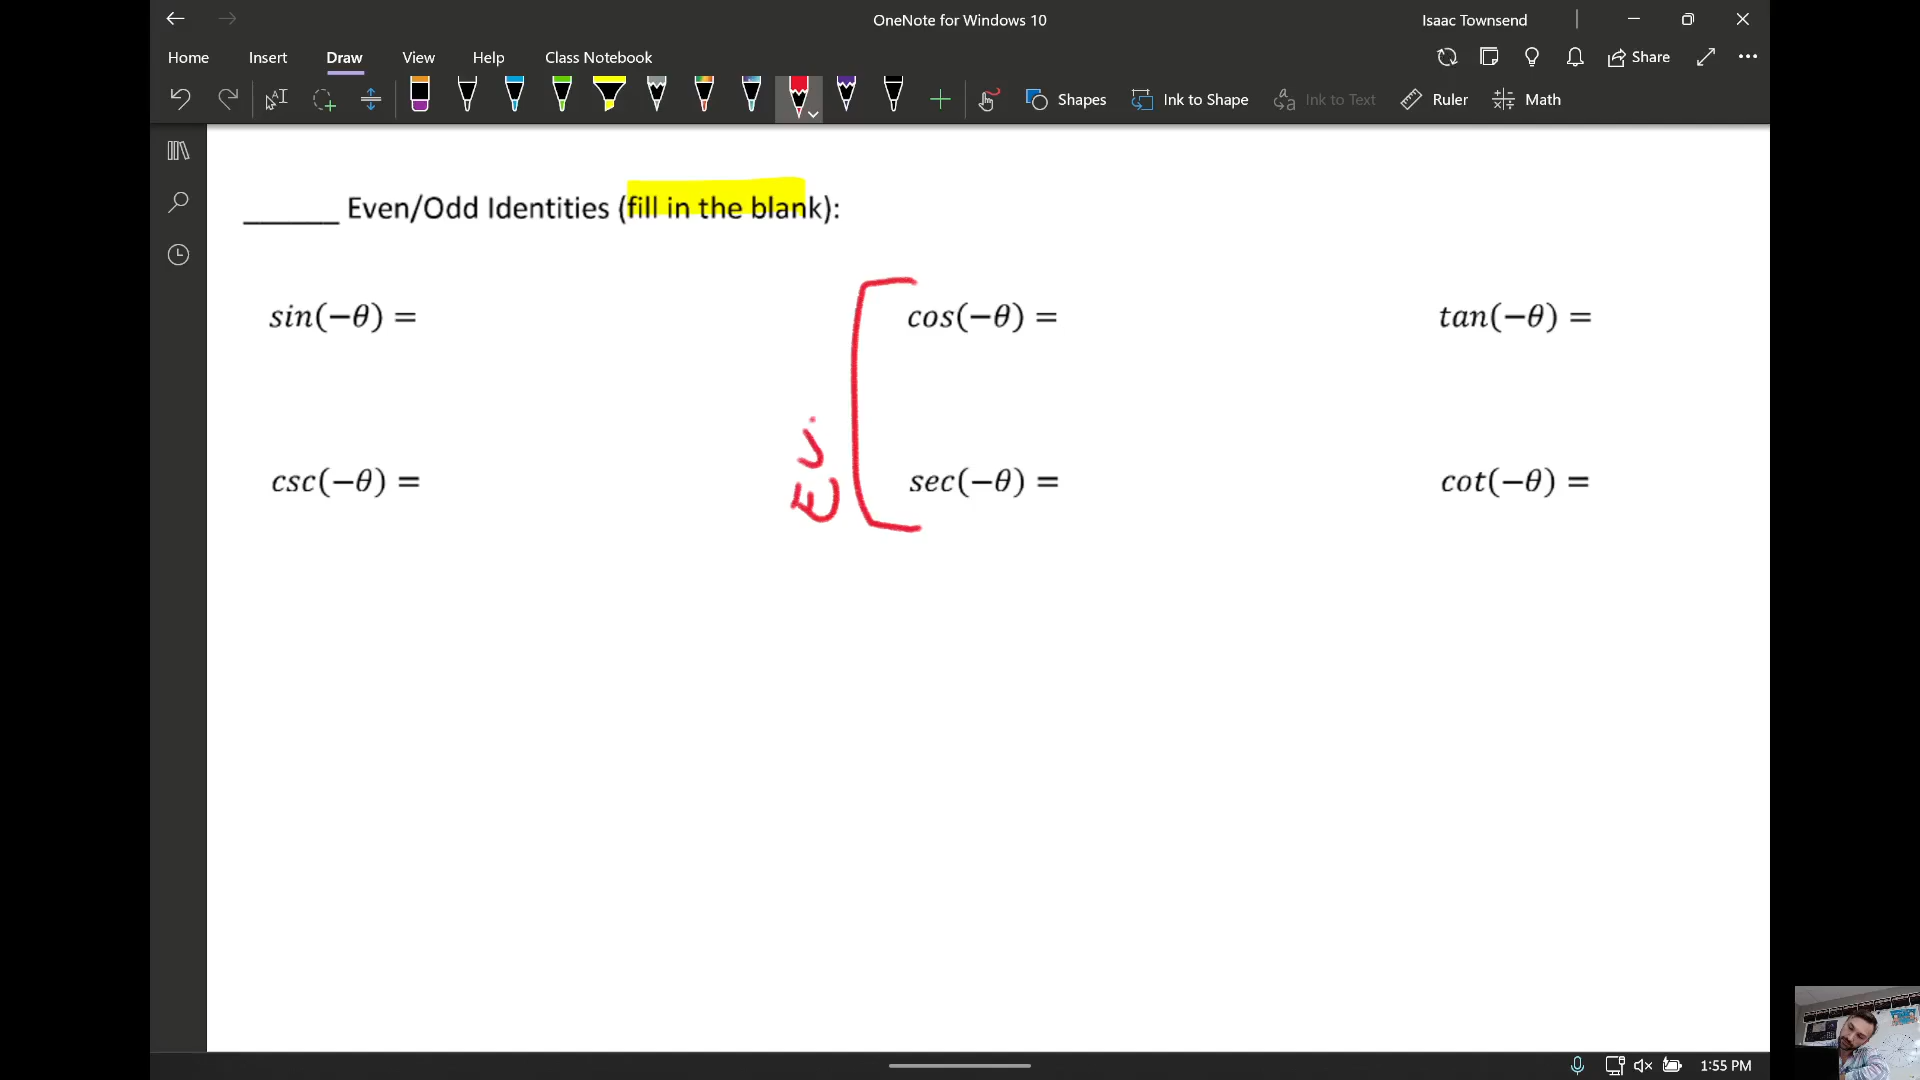 OneNote for Windows 10
Isaac Townsend
Home Insert Draw View Help Class Notebook
Share
Shapes Ink to Shape Ink to Text Ruler Math
______ Even/Odd Identities (fill in the blank):
sin(−θ) = cos(−θ) = tan(−θ) =
csc(−θ) = sec(−θ) = cot(−θ) =
1:55 PM